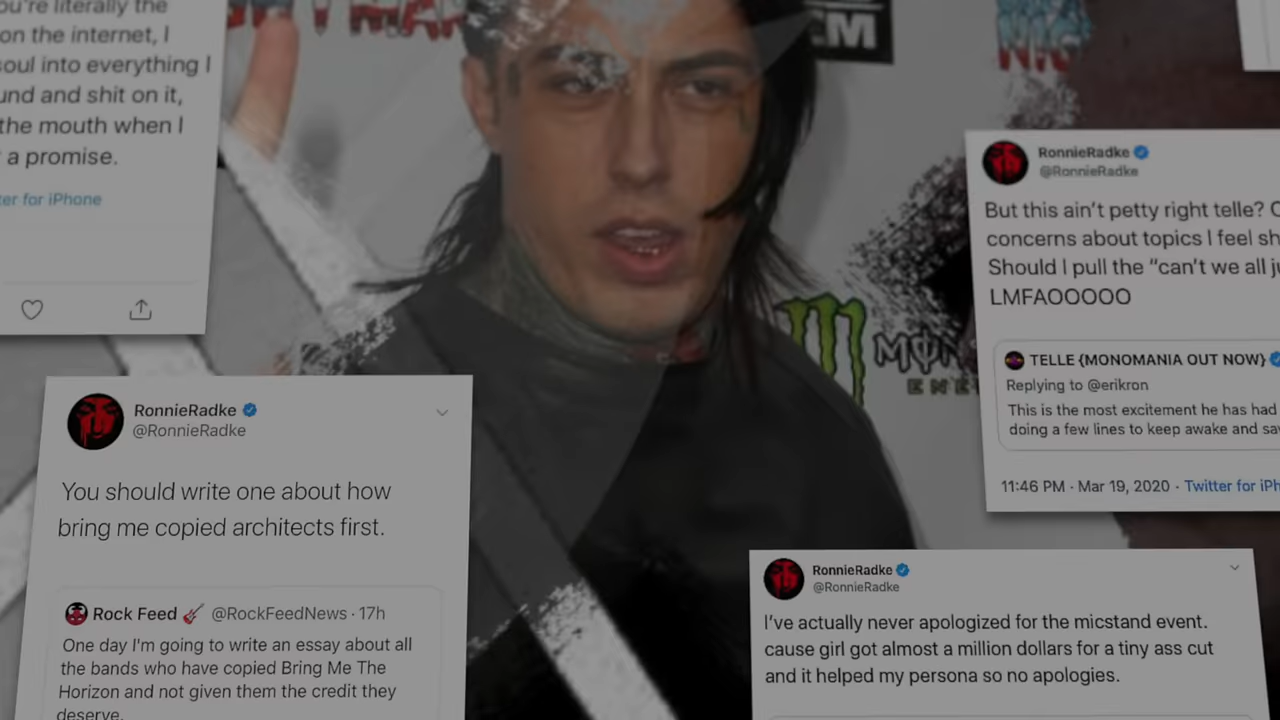 you're literally the
on the internet, I
soul into everything I
und and shit on it,
the mouth when I
a promise.
ter for iPhone
CM
RonnieRadke
@RonnieRadke
But this ain't petty right telle? C
concerns about topics I feel sh
Should I pull the "can't we all ju
LMFAOOOOO
TELLE {MONOMANIA OUT NOW}
Replying to @erikron
This is the most excitement he has had
doing a few lines to keep awake and sa
11:46 PM · Mar 19, 2020 · Twitter for iPh
MON
ENE
RonnieRadke
@RonnieRadke
You should write one about how
bring me copied architects first.
Rock Feed @RockFeedNews · 17h
One day I'm going to write an essay about all
the bands who have copied Bring Me The
Horizon and not given them the credit they
deserve.
RonnieRadke
@RonnieRadke
I've actually never apologized for the micstand event.
cause girl got almost a million dollars for a tiny ass cut
and it helped my persona so no apologies.